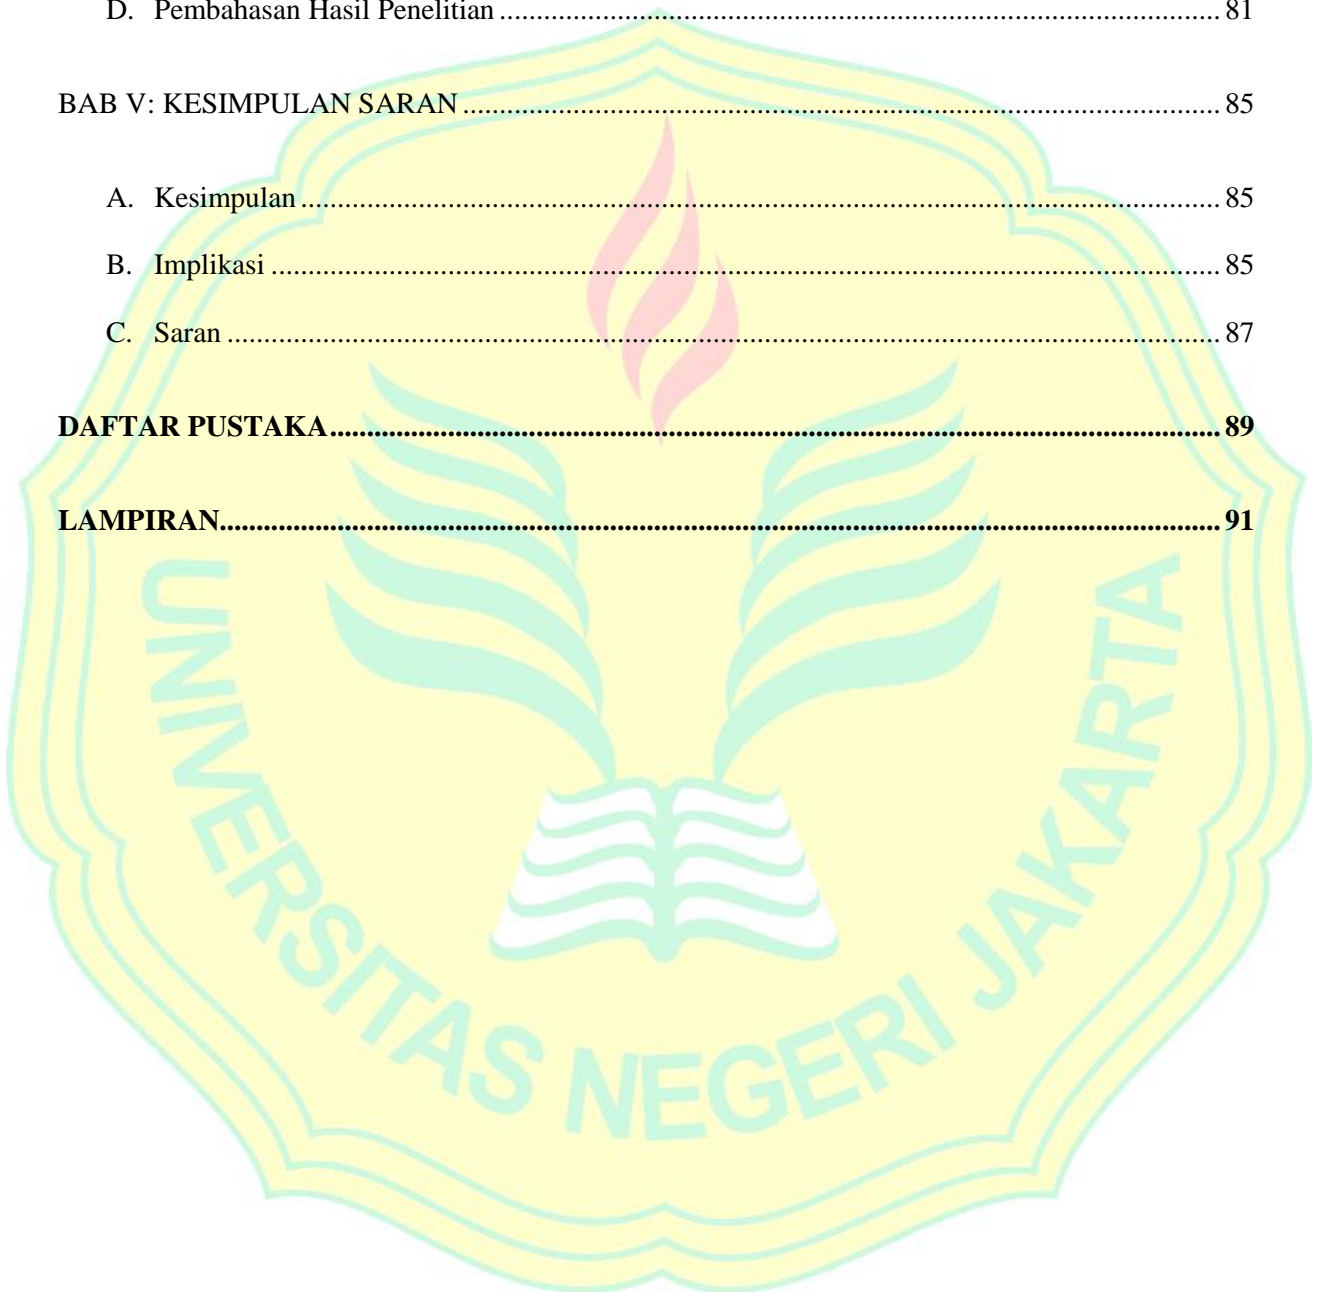 D. Pembahasan Hasil Penelitian ........................................................................................................ 81
BAB V: KESIMPULAN SARAN ........................................................................................................ 85
A. Kesimpulan ........................................................................................................ 85
B. Implikasi ........................................................................................................ 85
C. Saran ........................................................................................................ 87
DAFTAR PUSTAKA ........................................................................................................ 89
LAMPIRAN ........................................................................................................ 91
UNIVERSITAS NEGERI JAKARTA